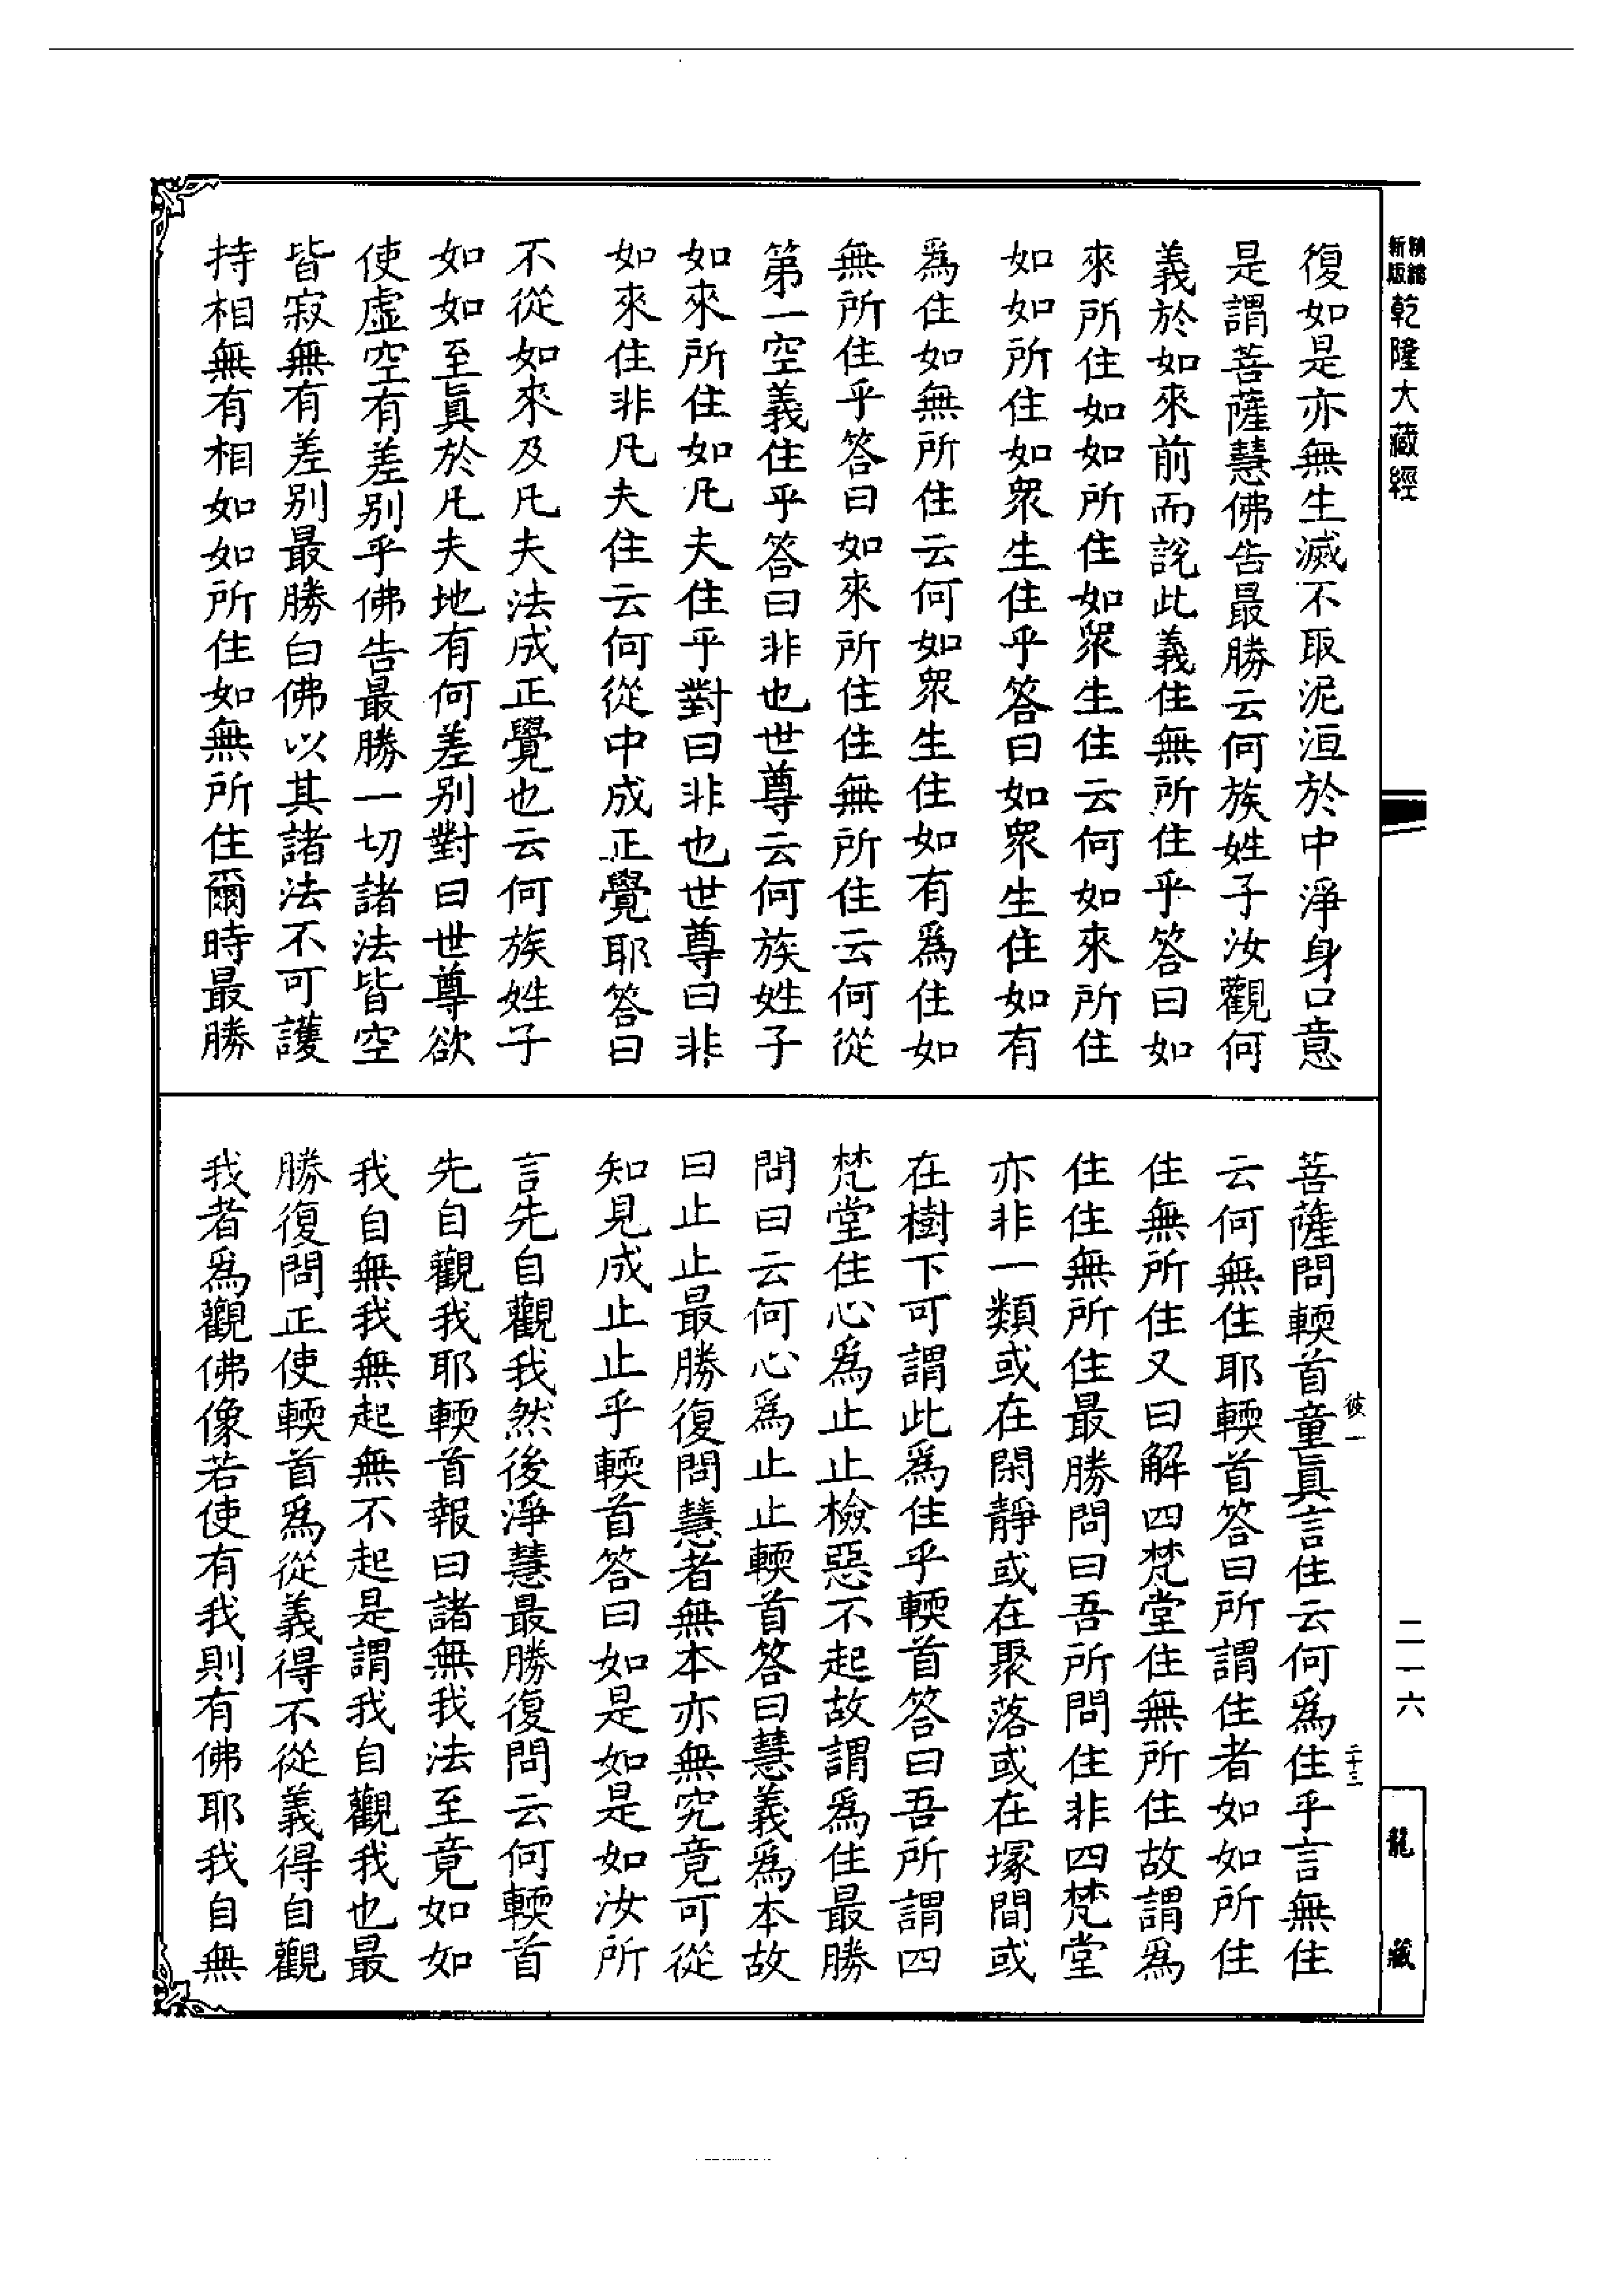 精縮新版乾隆大藏經
二一六
龍藏
復如是亦無生滅不取泥洹於中淨身口意
是謂菩薩慧佛告最勝云何族姓子汝觀何
義於如來前而說此義住無所住乎答曰如
來所住如如所住如眾生住云何如來所住
如如所住如眾生住乎答曰如眾生住如有
爲住如無所住云何如眾生住如有爲住如
無所住乎答曰如來所住住無所住云何從
第一空義住乎答曰非也世尊云何族姓子
如來所住如凡夫住乎對曰非也世尊曰非
如來住非凡夫住云何從中成正覺耶答曰
不從如來及凡夫法成正覺也云何族姓子
如如至眞於凡夫地有何差別對曰世尊欲
使虛空有差別乎佛告最勝一切諸法皆空
皆寂無有差別最勝白佛以其諸法不可護
持相無有相如如所住如無所住爾時最勝
彼一
二十三
菩薩問輭首童眞言住云何爲住乎言無住
云何無住耶輭首答曰所謂住者如如所住
住無所住又曰解四梵堂住無所住故謂爲
住住無所住最勝問曰吾所問住非四梵堂
亦非一類或在閑靜或在聚落或在塚間或
在樹下可謂此爲住乎輭首答曰吾所謂四
梵堂住心爲止止檢惡不起故謂爲住最勝
問曰云何心爲止止輭首答曰慧義爲本故
曰止止最勝復問慧者無本亦無究竟可從
知見成止止乎輭首答曰如是如是如汝所
言先自觀我然後淨慧最勝復問云何輭首
先自觀我耶輭首報曰諸無我法至竟如如
我自無我無起無不起是謂我自觀我也最
勝復問正使輭首爲從義得不從義得自觀
我者爲觀佛像若使有我則有佛耶我自無